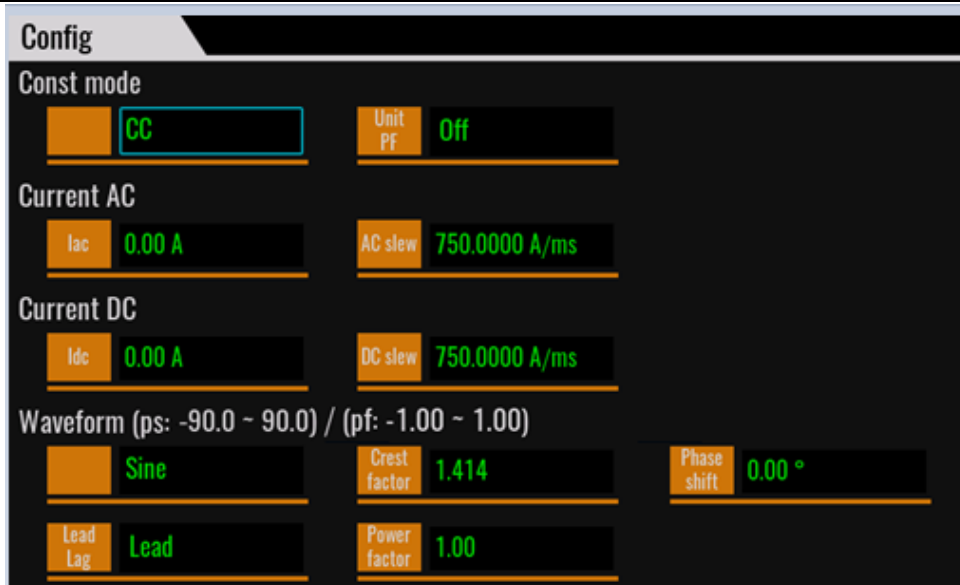 Config
Const mode
CC
Unit PF
Off
Current AC
Iac
0.00 A
AC slew
750.0000 A/ms
Current DC
Idc
0.00 A
DC slew
750.0000 A/ms
Waveform (ps: -90.0 ~ 90.0) / (pf: -1.00 ~ 1.00)
Sine
Crest factor
1.414
Phase shift
0.00 °
Lead Lag
Lead
Power factor
1.00